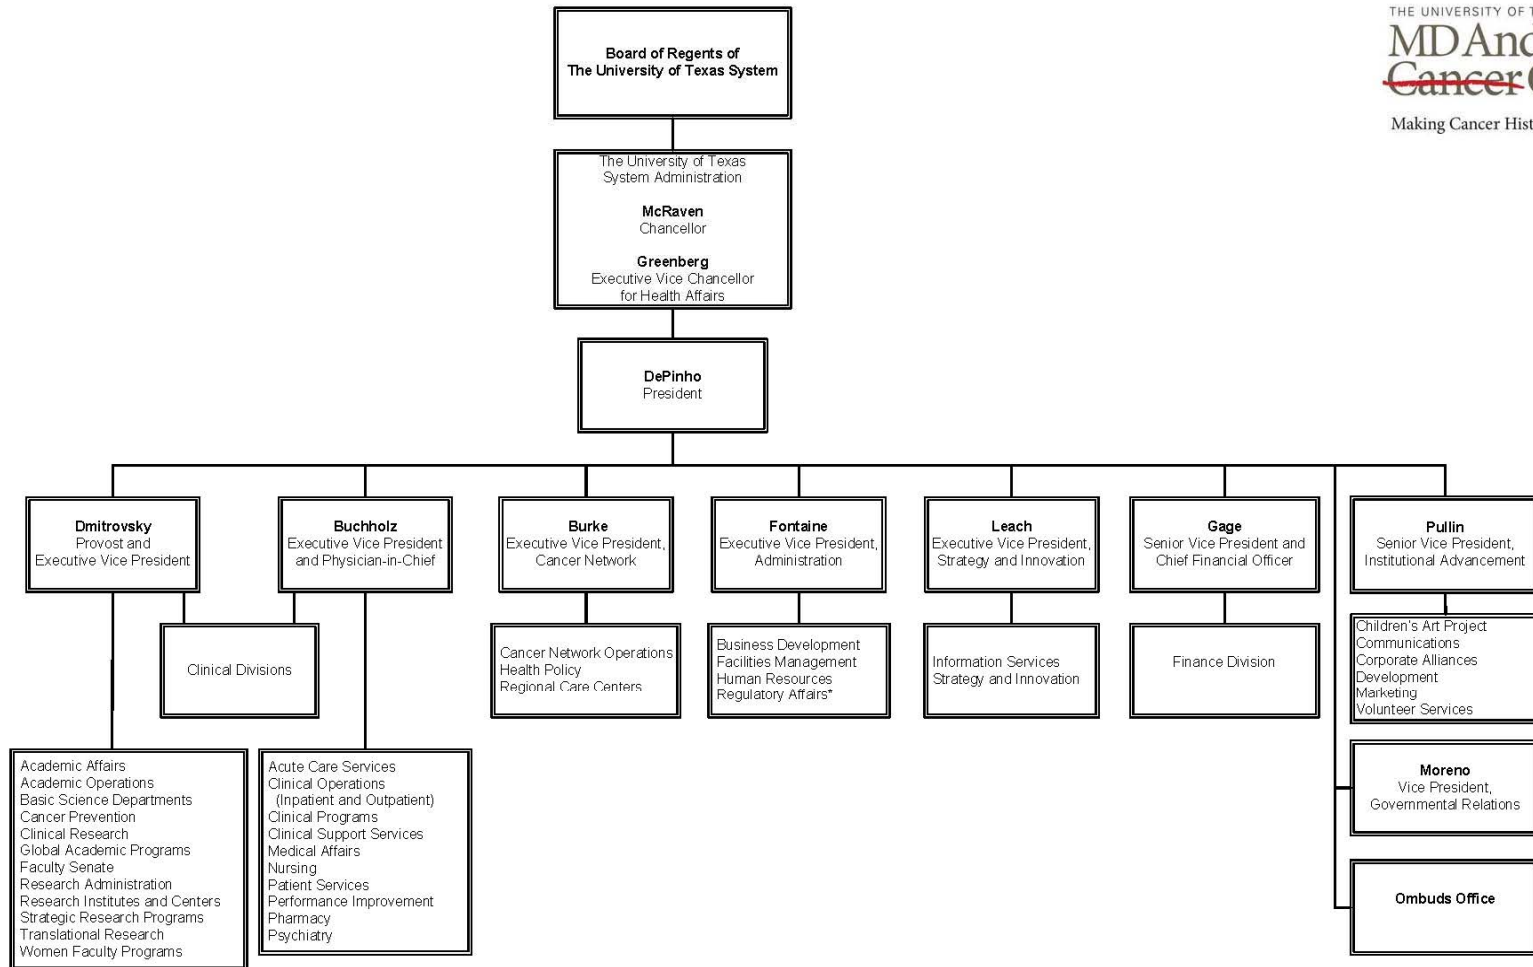 THE UNIVERSITY OF
MD And
Cancer
Making Cancer Hist
Board of Regents of
The University of Texas System
The University of Texas
System Administration
McRaven
Chancellor
Greenberg
Executive Vice Chancellor
for Health Affairs
DePinho
President
Dmitrovsky
Provost and
Executive Vice President
Buchholz
Executive Vice President
and Physician-in-Chief
Burke
Executive Vice President,
Cancer Network
Fontaine
Executive Vice President,
Administration
Leach
Executive Vice President,
Strategy and Innovation
Gage
Senior Vice President and
Chief Financial Officer
Pullin
Senior Vice President,
Institutional Advancement
Clinical Divisions
Cancer Network Operations
Health Policy
Regional Care Centers
Business Development
Facilities Management
Human Resources
Regulatory Affairs*
Information Services
Strategy and Innovation
Finance Division
Children's Art Project
Communications
Corporate Alliances
Development
Marketing
Volunteer Services
Academic Affairs
Academic Operations
Basic Science Departments
Cancer Prevention
Clinical Research
Global Academic Programs
Faculty Senate
Research Administration
Research Institutes and Centers
Strategic Research Programs
Translational Research
Women Faculty Programs
Acute Care Services
Clinical Operations
(Inpatient and Outpatient)
Clinical Programs
Clinical Support Services
Medical Affairs
Nursing
Patient Services
Performance Improvement
Pharmacy
Psychiatry
Moreno
Vice President,
Governmental Relations
Ombuds Office